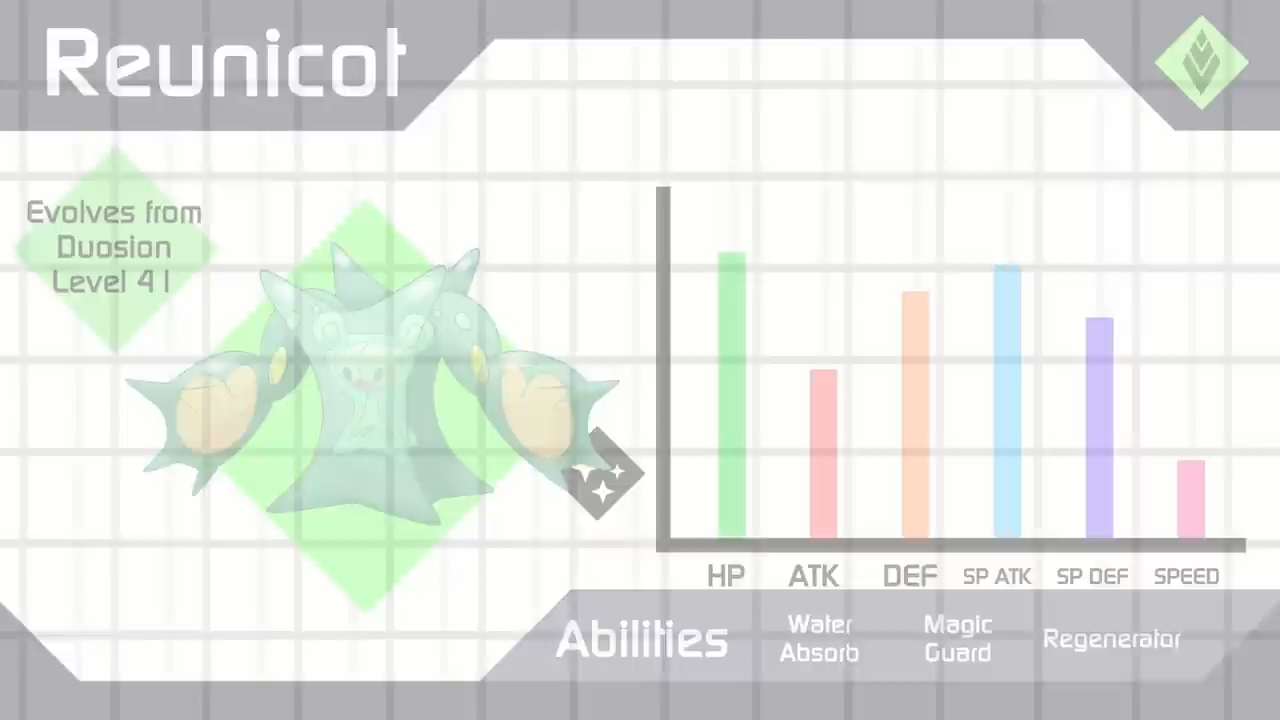 Reunicot
Evolves from
Duosion
Level 41
HP ATK DEF SP ATK SP DEF SPEED
Abilities
Water
Absorb
Magic
Guard
Regenerator